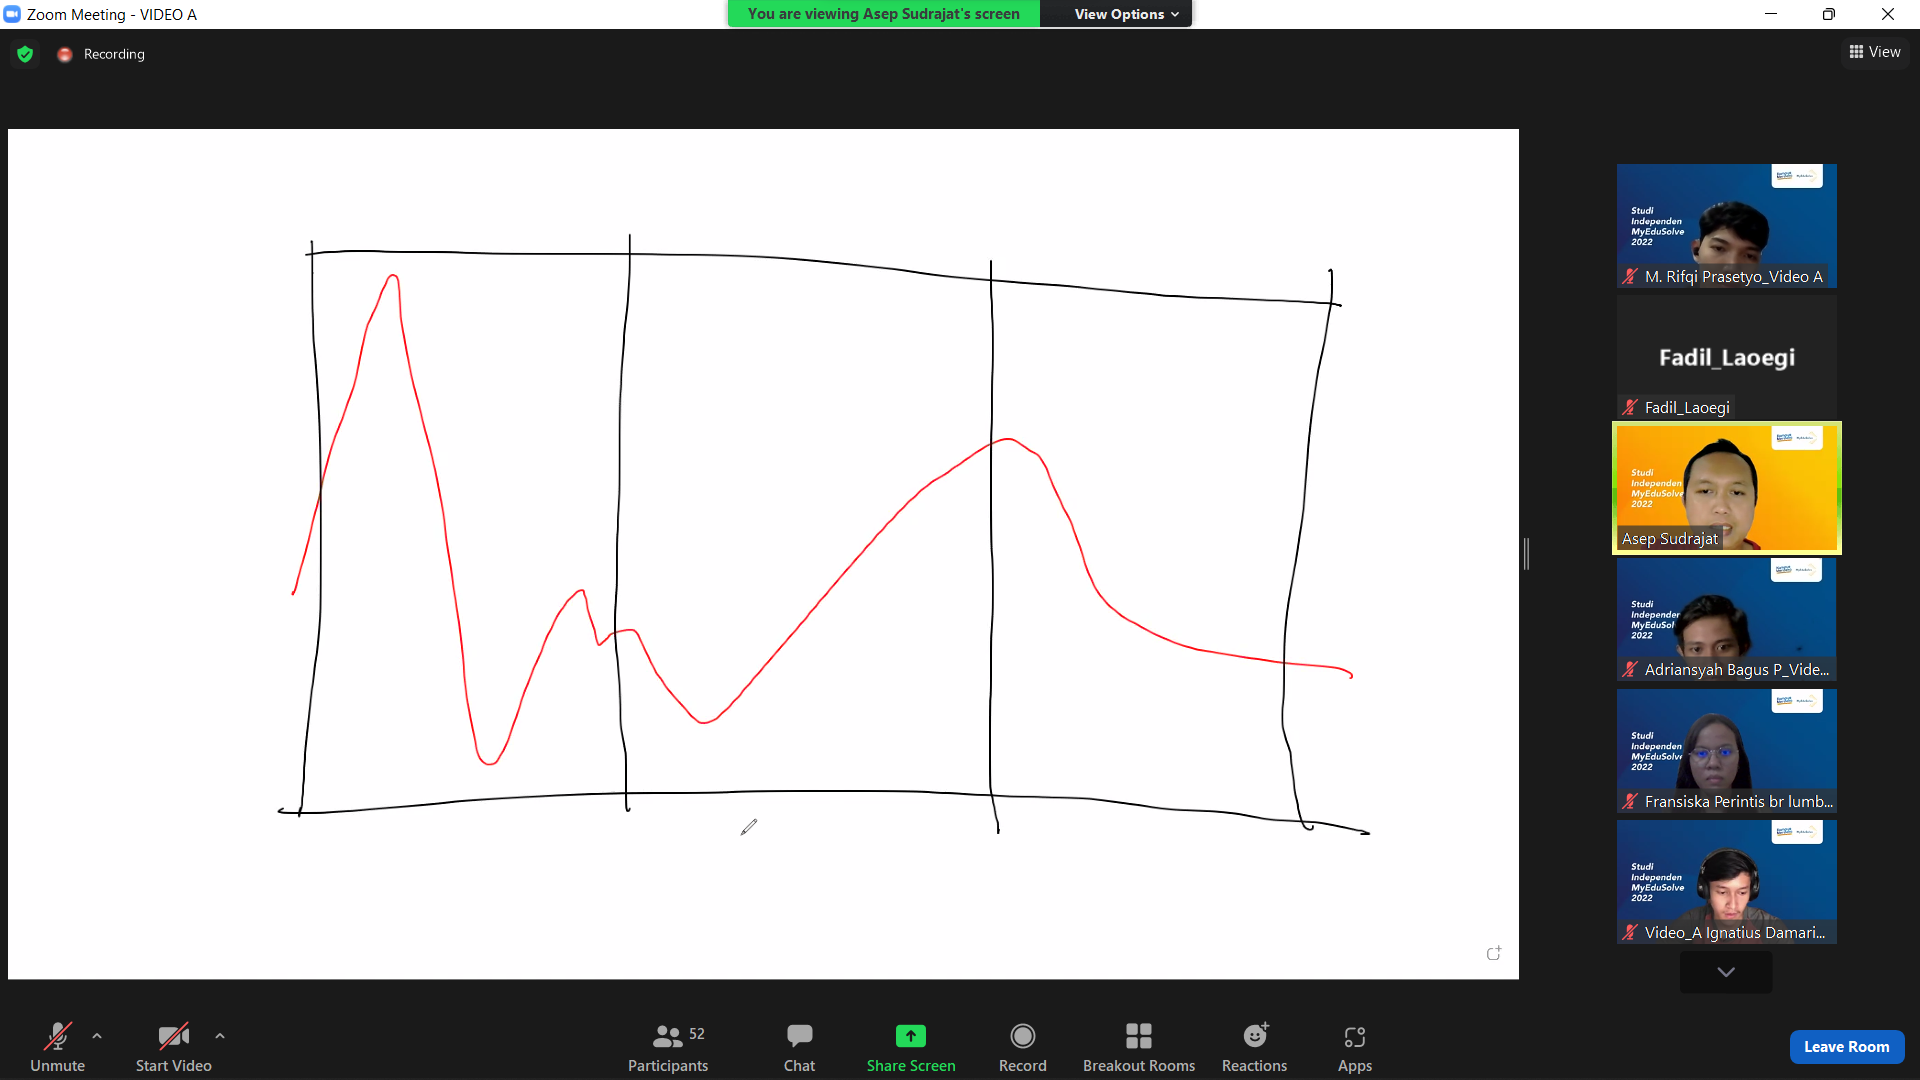 Zoom Meeting - VIDEO A
You are viewing Asep Sudrajat's screen
View Options
Recording
View
Studi
Independen
MyEduSolve
2022
M. Rifqi Prasetyo_Video A
Fadil_Laoegi
Fadil_Laoegi
Studi
Independen
MyEduSolve
2022
Asep Sudrajat
Studi
Independen
MyEduSol
2022
Adriansyah Bagus P_Vide...
Studi
Independen
MyEduSolv
2022
Fransiska Perintis br lumb...
Studi
Independen
MyEduSolve
2022
Video_A Ignatius Damari...
Unmute
Start Video
52
Participants
Chat
Share Screen
Record
Breakout Rooms
Reactions
Apps
Leave Room